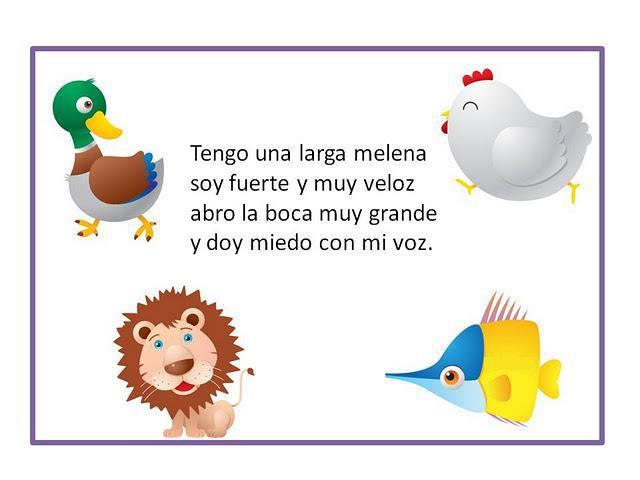 Tengo una larga melena
soy fuerte y muy veloz
abro la boca muy grande
y doy miedo con mi voz.